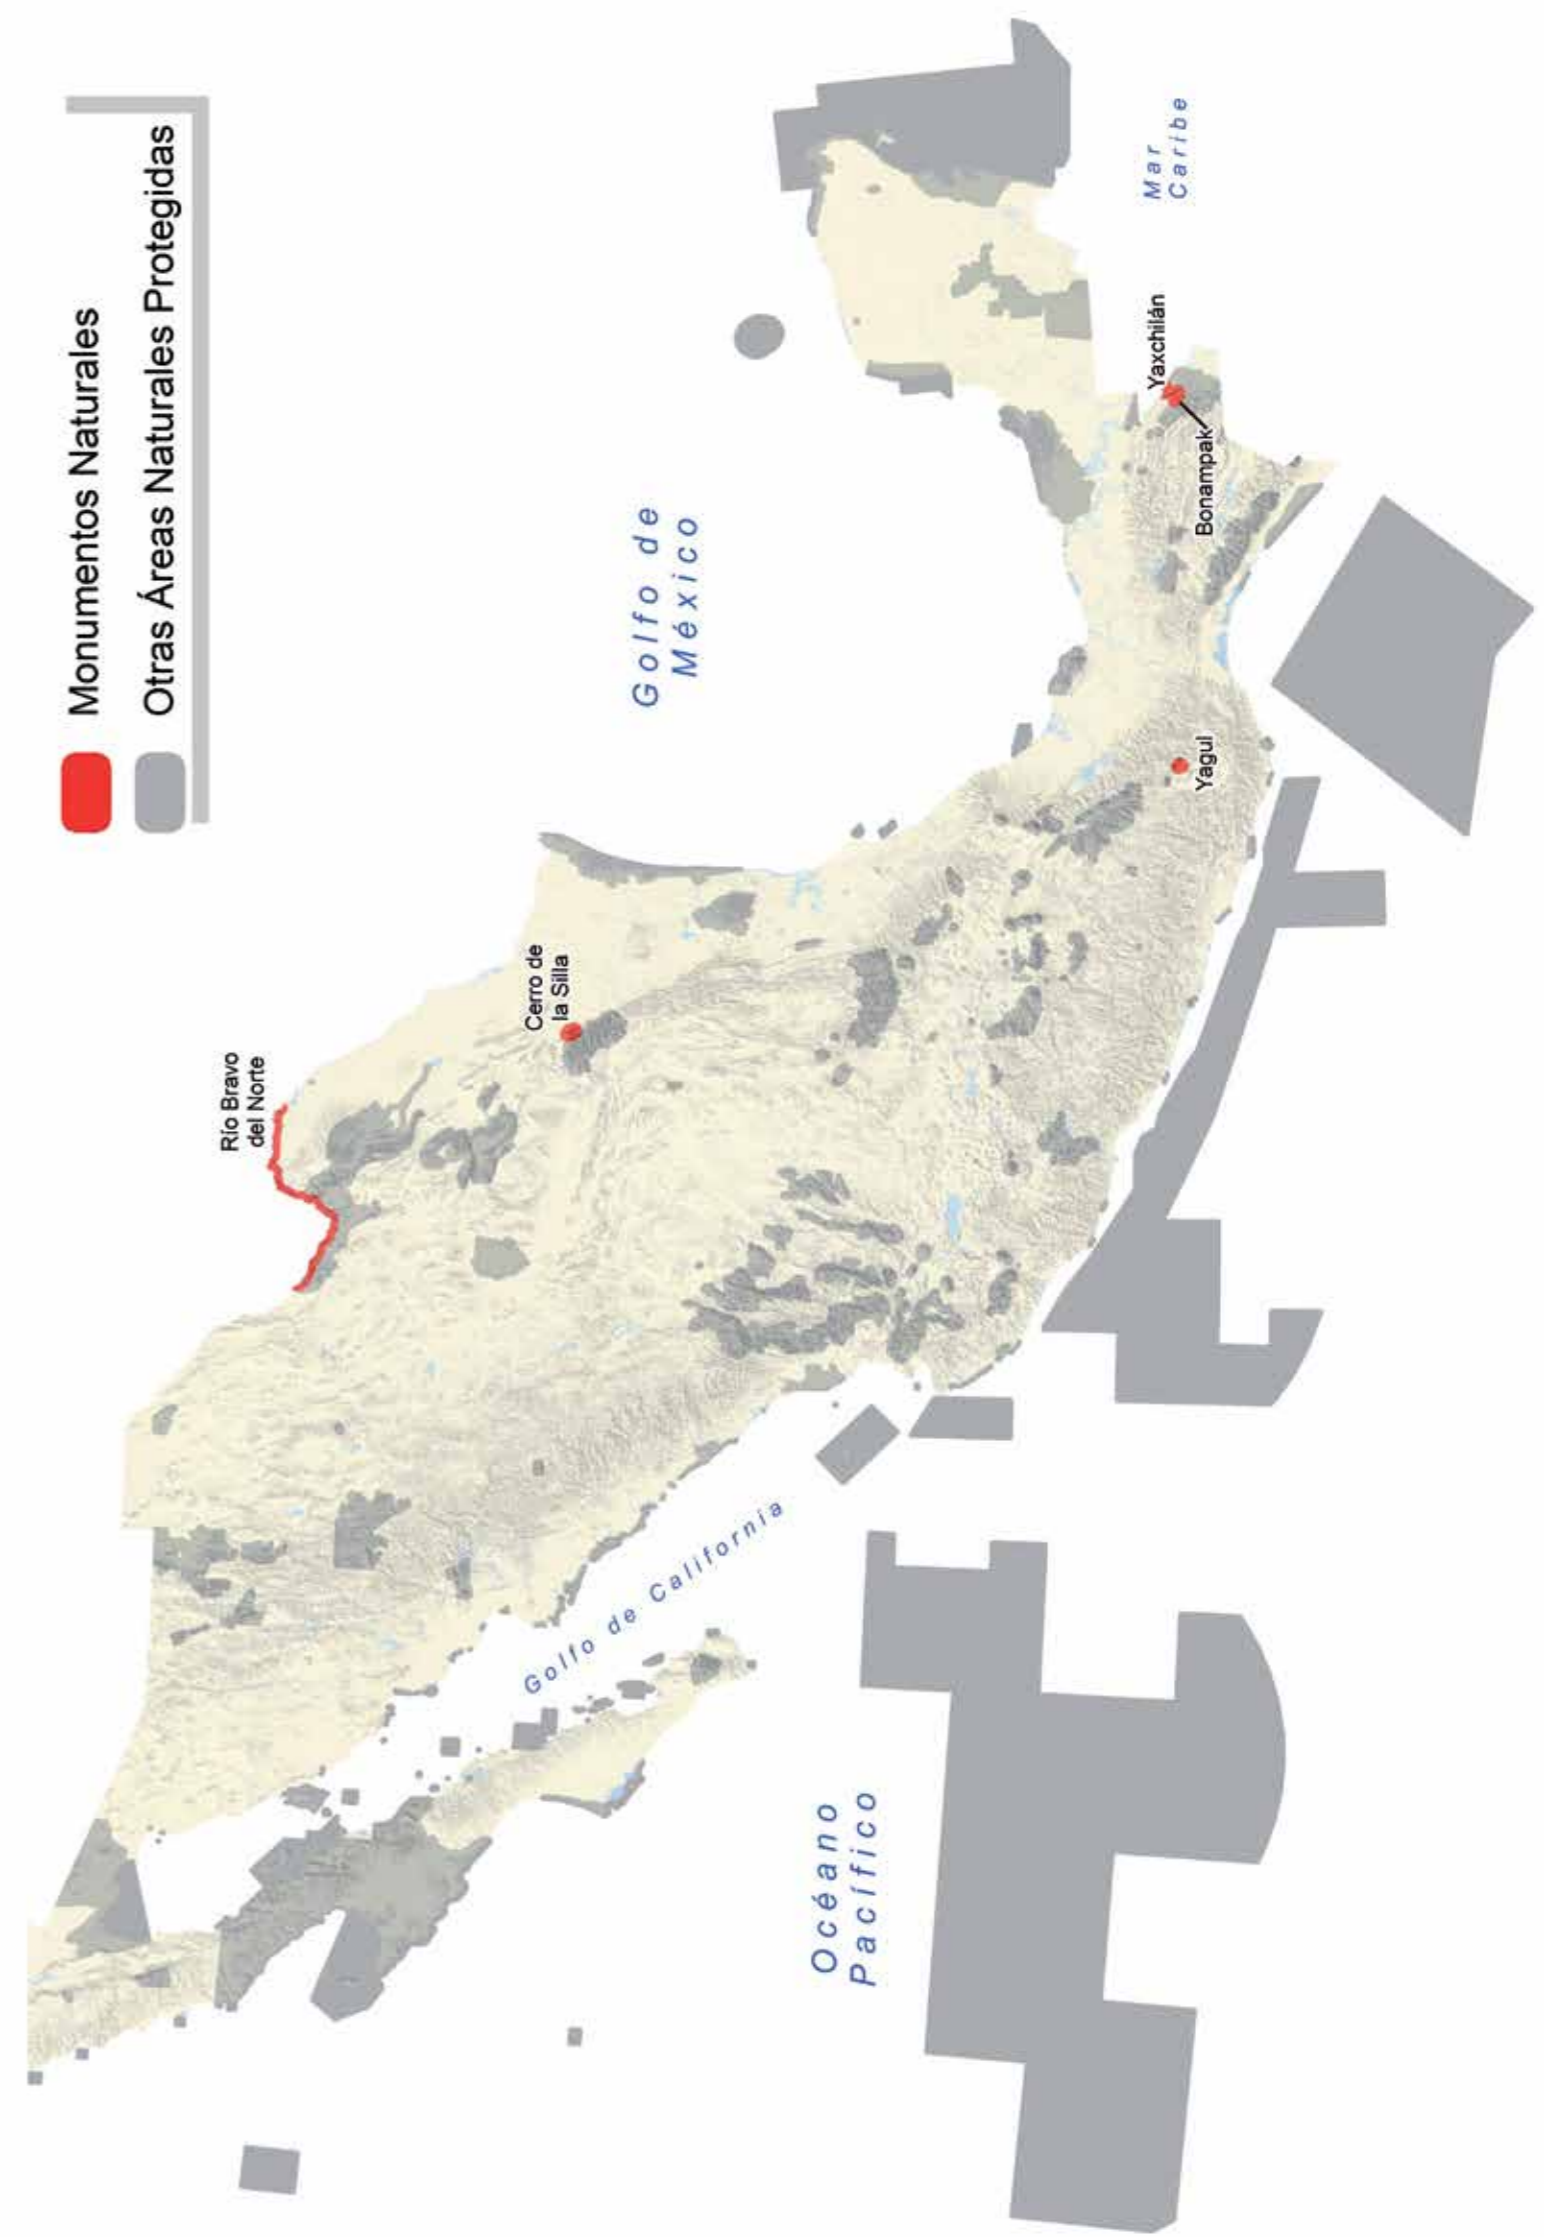 Monumentos Naturales
Otras Áreas Naturales Protegidas
Río Bravo
del Norte
Cerro de
la Silla
Golfo de
México
Golfo de California
Océano
Pacífico
Yagul
Yaxchilán
Bonampak
Mar
Caribe